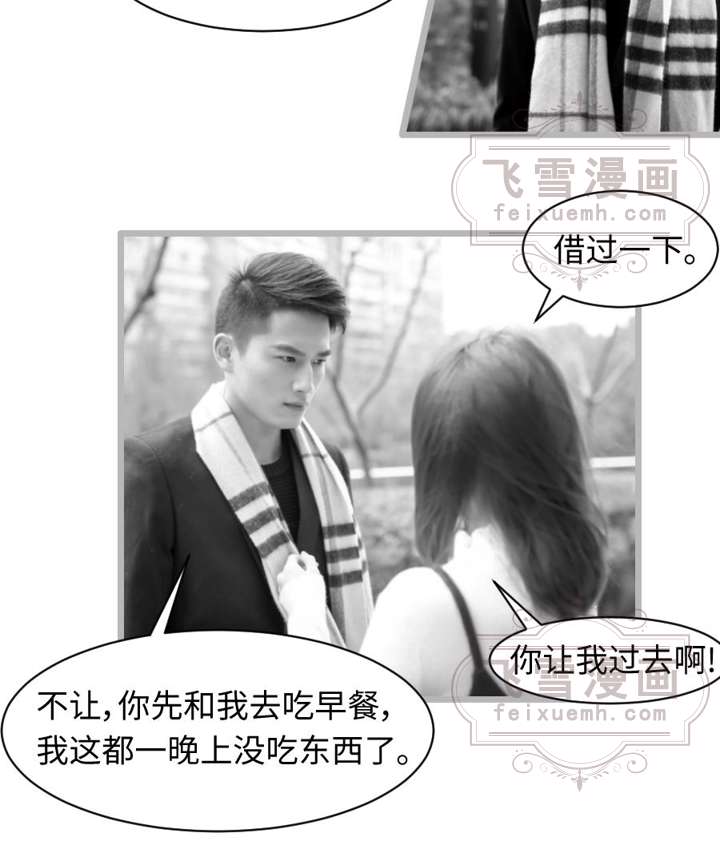 飞雪漫画
feixuemh.com
借过一下。
你让我过去啊!
不让,你先和我去吃早餐,
我这都一晚上没吃东西了。
飞雪漫画
feixuemh.com